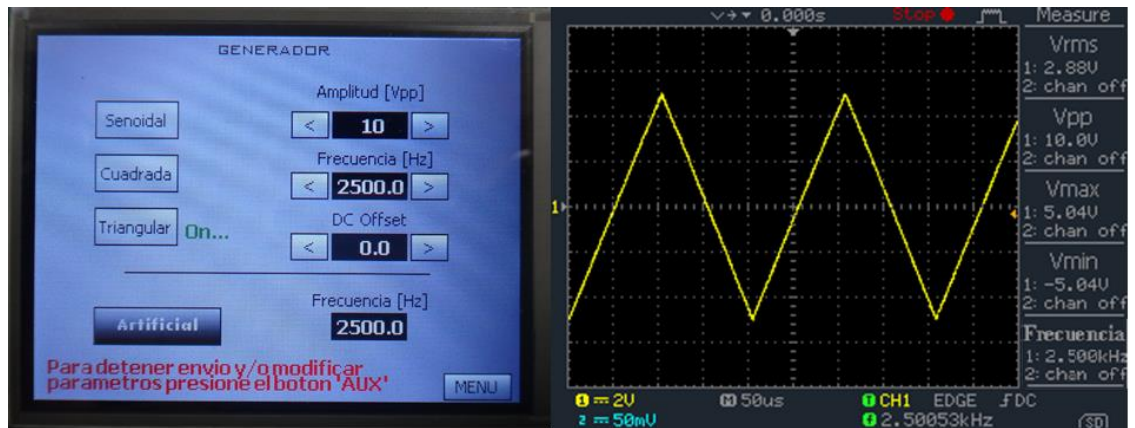 GENERADOR
Amplitud [Vpp]
Senoidal
< 10 >
Frecuencia [Hz]
Cuadrada
< 2500.0 >
DC Offset
Triangular On...
< 0.0 >
Frecuencia [Hz]
Artificial
2500.0
Para detener envio y/o modificar
parametros presione el boton 'AUX'
MENU
0.000s Stop Measure
Vrms
1: 2.88V
2: chan off
Vpp
1: 10.0V
2: chan off
Vmax
1: 5.04V
2: chan off
Vmin
1: -5.04V
2: chan off
Frecuencia
1: 2.500kHz
2: chan off
1
1 2V M 50us T CH1 EDGE DC
2 50mV f 2.50053kHz SD